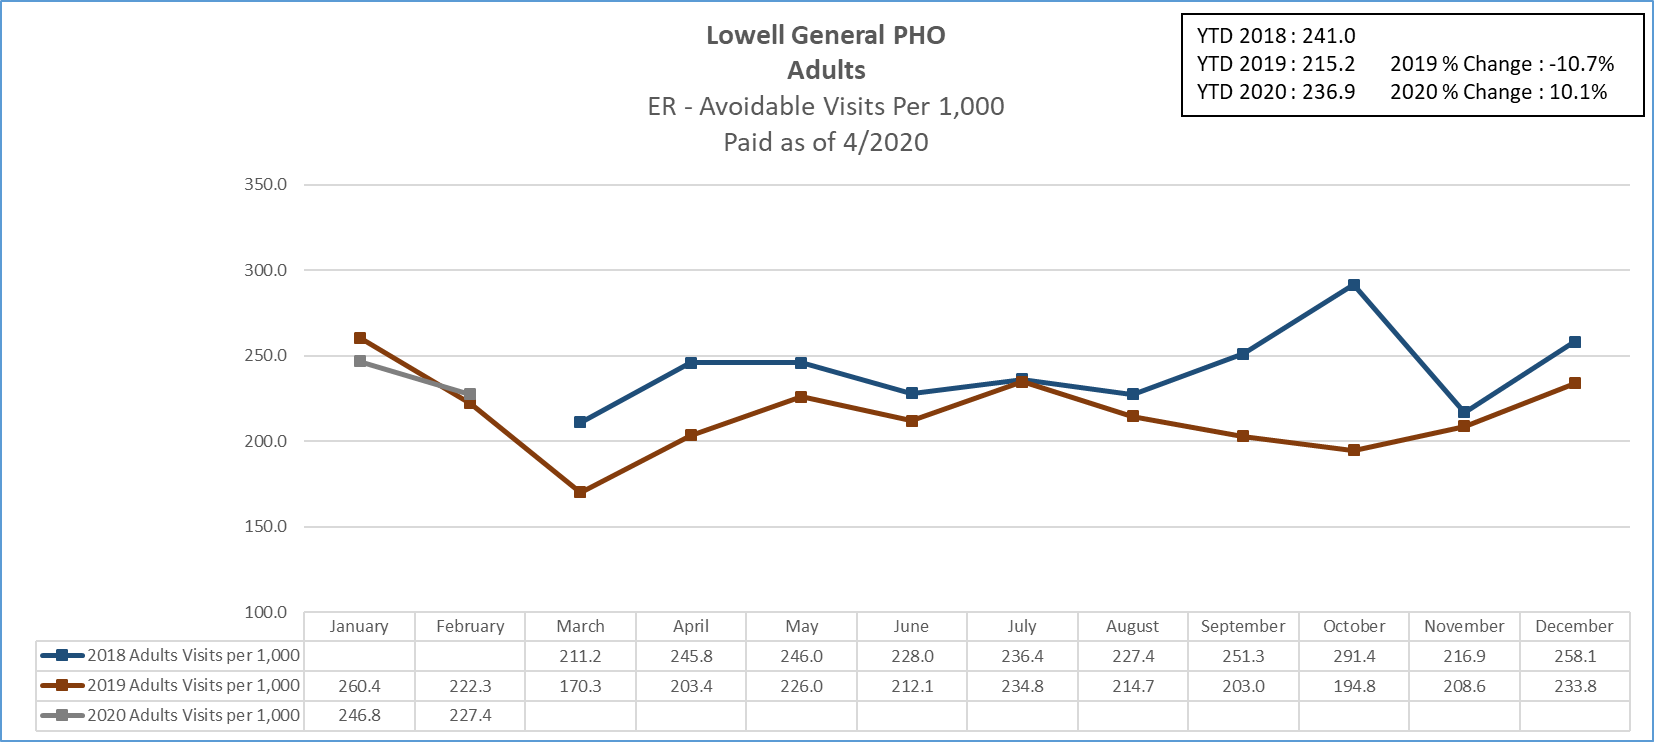 Lowell General PHO
Adults
ER - Avoidable Visits Per 1,000
Paid as of 4/2020
YTD 2018 : 241.0
YTD 2019 : 215.2 2019 % Change : -10.7%
YTD 2020 : 236.9 2020 % Change : 10.1%
350.0
300.0
250.0
200.0
150.0
100.0
January February March April May June July August September October November December
2018 Adults Visits per 1,000 211.2 245.8 246.0 228.0 236.4 227.4 251.3 291.4 216.9 258.1
2019 Adults Visits per 1,000 260.4 222.3 170.3 203.4 226.0 212.1 234.8 214.7 203.0 194.8 208.6 233.8
2020 Adults Visits per 1,000 246.8 227.4